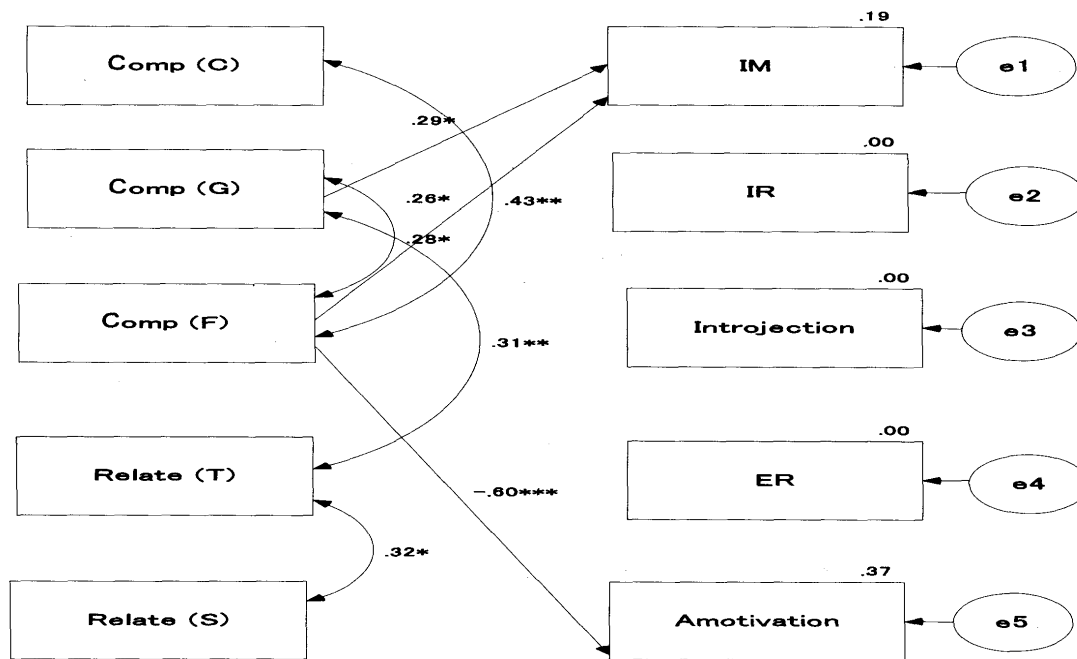 .19
Comp (C)
IM
e1
.29*
.00
Comp (G)
.26*
.43**
IR
e2
.28*
.00
Comp (F)
.31**
Introjection
e3
.00
Relate (T)
-.60***
ER
e4
.32*
.37
Relate (S)
Amotivation
e5